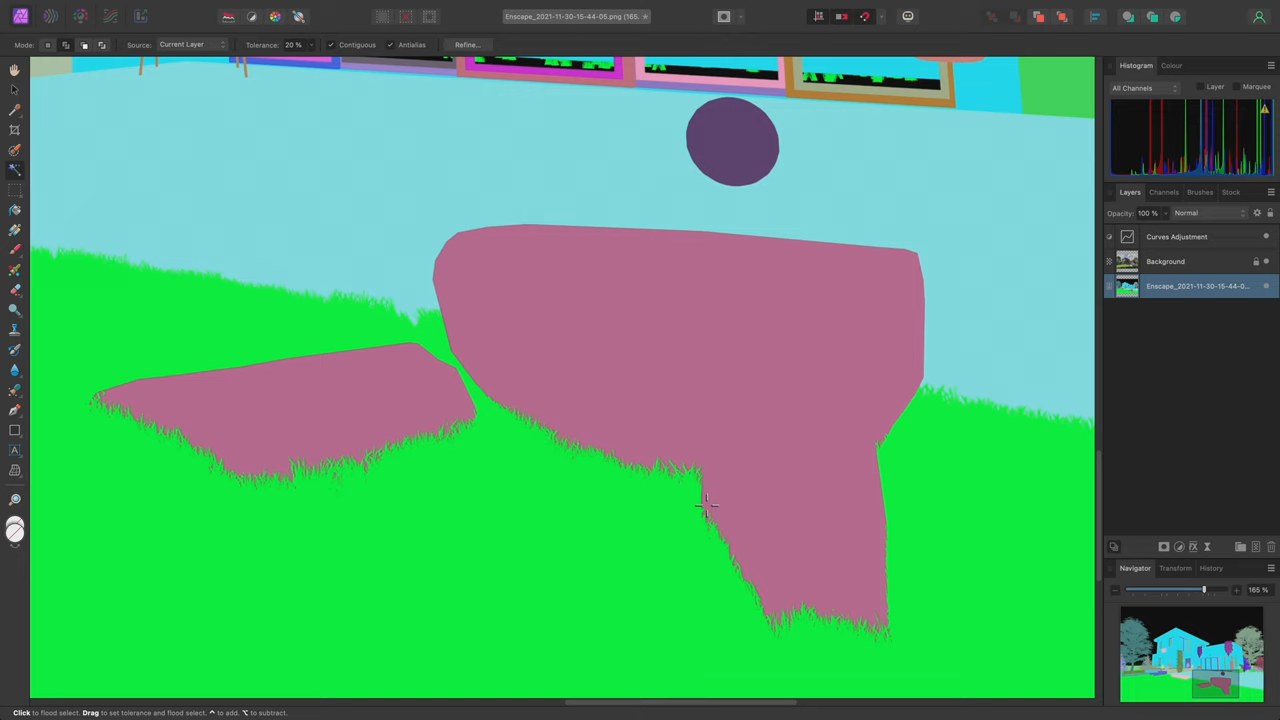 Enscape_2021-11-30-15-44-05.png (165.
Mode:
Source:
Current Layer
Tolerance:
20 %
Contiguous
Antialias
Refine...
Histogram
Colour
All Channels
Layer
Marquee
Layers
Channels
Brushes
Stock
Opacity:
100 %
Normal
Curves Adjustment
Background
Enscape_2021-11-30-15-44-0...
Navigator
Transform
History
165 %
Click to flood select. Drag to set tolerance and flood select. ^ to add. ⌥ to subtract.